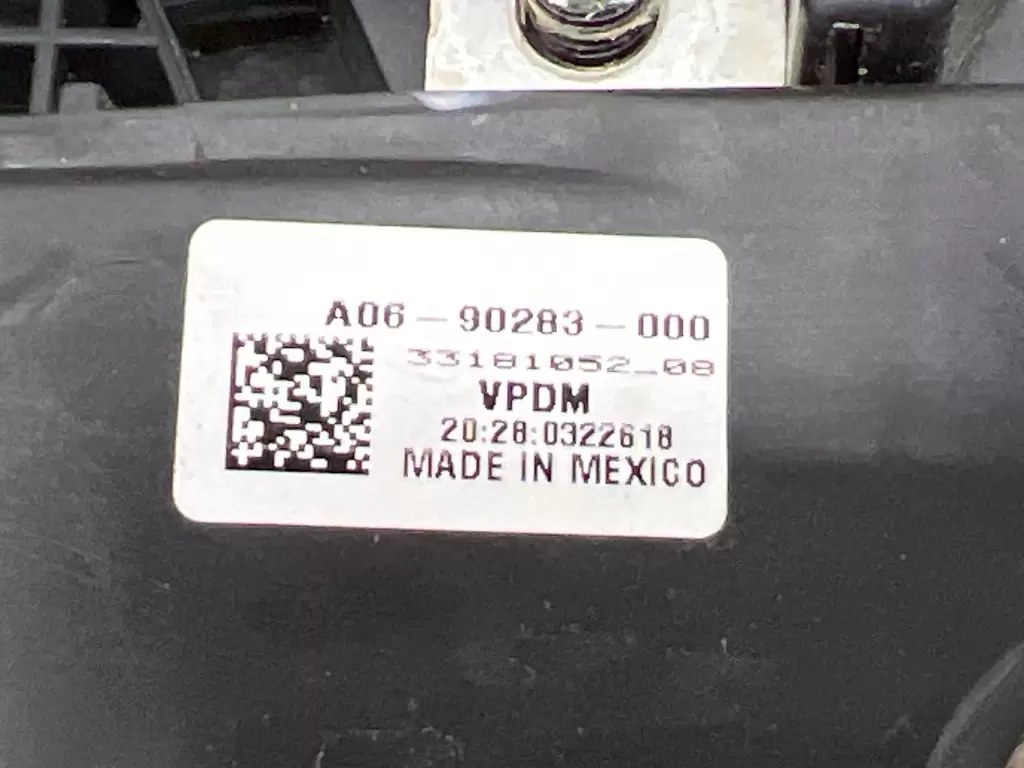 A06-90283-000
33181052_08
VPDM
20:28:0322618
MADE IN MEXICO